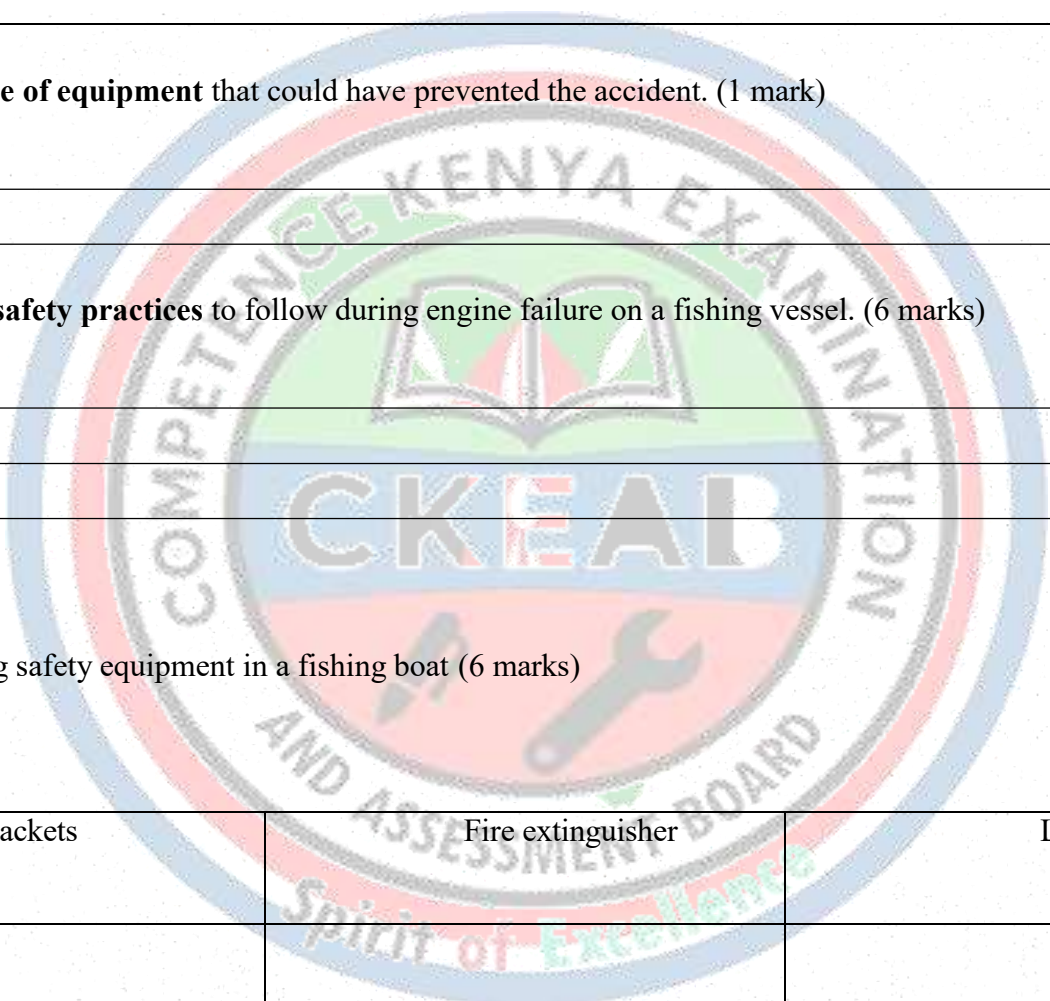 e of equipment that could have prevented the accident. (1 mark)
safety practices to follow during engine failure on a fishing vessel. (6 marks)
g safety equipment in a fishing boat (6 marks)
ackets Fire extinguisher L
COMPETENCE KENYA EXAMINATION
CKEAB
AND ASSESSMENT BOARD
Spirit of Excellence